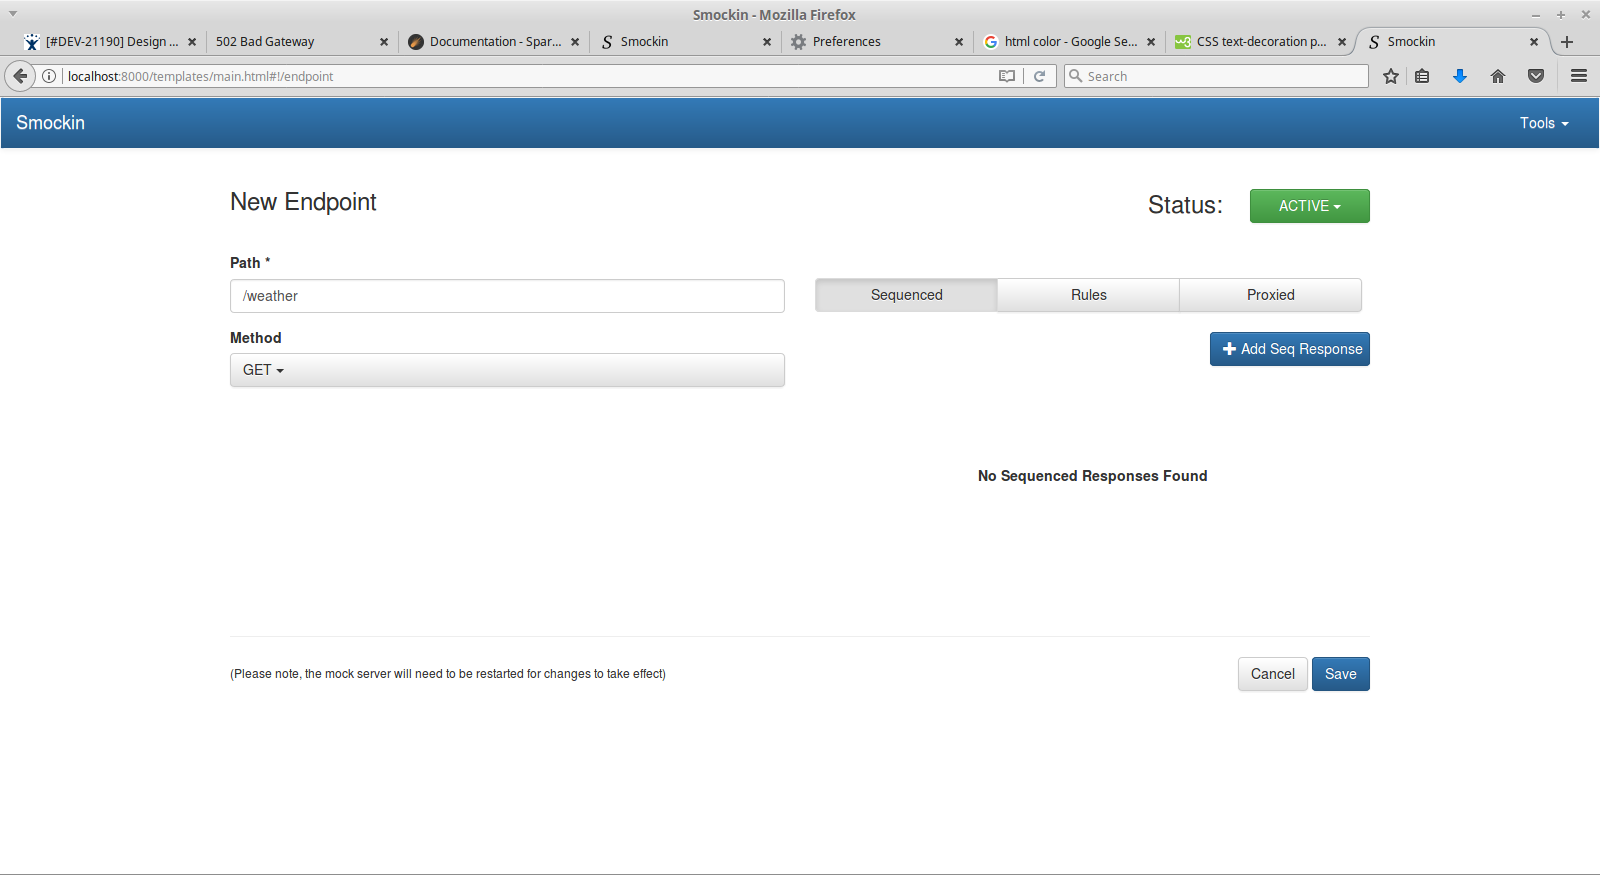 Smockin - Mozilla Firefox
[#DEV-21190] Design ...
502 Bad Gateway
Documentation - Spar...
Smockin
Preferences
html color - Google Se...
CSS text-decoration p...
Smockin
localhost:8000/templates/main.html#!/endpoint
Search
Smockin
Tools
New Endpoint
Status:
ACTIVE
Path *
/weather
Sequenced
Rules
Proxied
Method
GET
Add Seq Response
No Sequenced Responses Found
(Please note, the mock server will need to be restarted for changes to take effect)
Cancel
Save